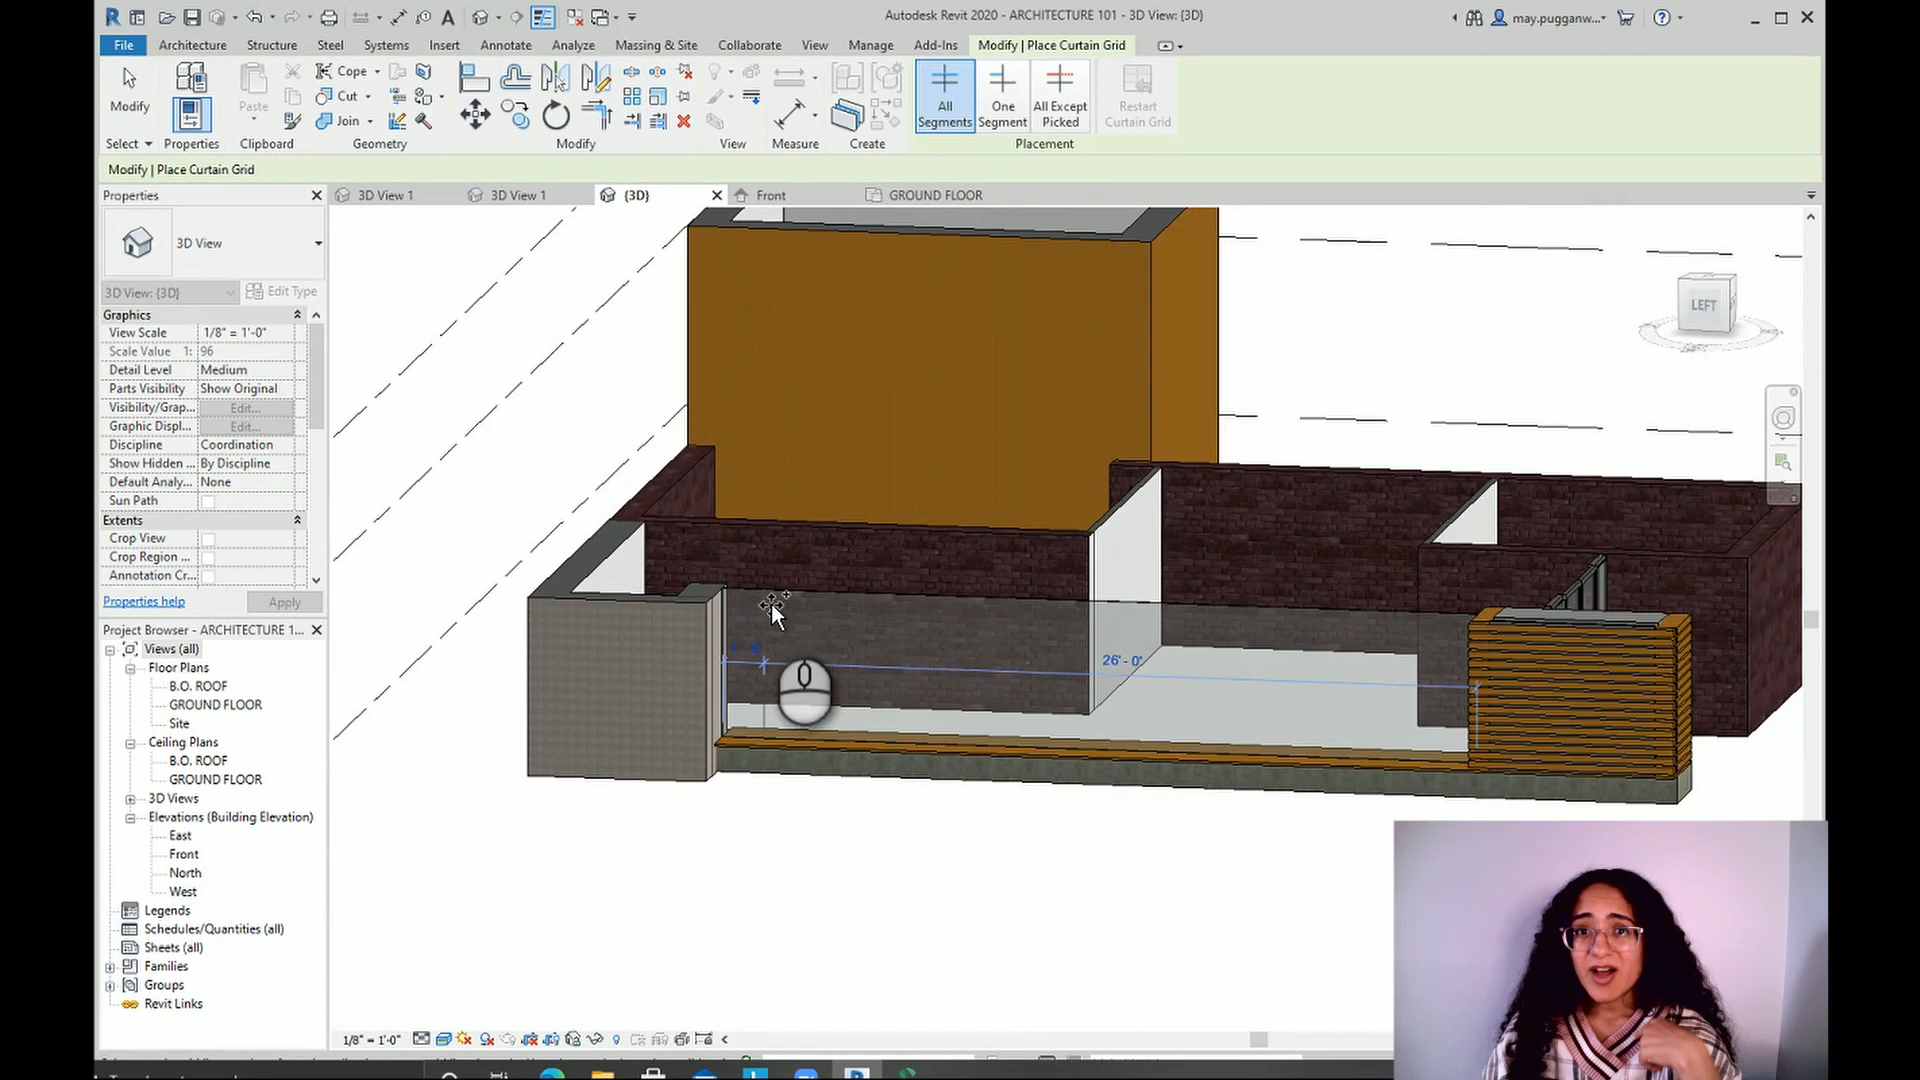 Autodesk Revit 2020 - ARCHITECTURE 101 - 3D View: {3D}
may.pugganw...
File Architecture Structure Steel Systems Insert Annotate Analyze Massing & Site Collaborate View Manage Add-Ins Modify | Place Curtain Grid
Modify
Paste
Cope
Cut
Join
All Segments
One Segment
All Except Picked
Restart Curtain Grid
Select Properties Clipboard Geometry Modify View Measure Create Placement
Modify | Place Curtain Grid
Properties
3D View 1
3D View 1
{3D}
Front
GROUND FLOOR
3D View
3D View: {3D}
Edit Type
Graphics
View Scale 1/8" = 1'-0"
Scale Value 1: 96
Detail Level Medium
Parts Visibility Show Original
Visibility/Grap... Edit...
Graphic Displ... Edit...
Discipline Coordination
Show Hidden ... By Discipline
Default Analy... None
Sun Path
Extents
Crop View
Crop Region ...
Annotation Cr...
Properties help
Apply
Project Browser - ARCHITECTURE 1...
Views (all)
Floor Plans
B.O. ROOF
GROUND FLOOR
Site
Ceiling Plans
B.O. ROOF
GROUND FLOOR
3D Views
Elevations (Building Elevation)
East
Front
North
West
Legends
Schedules/Quantities (all)
Sheets (all)
Families
Groups
Revit Links
LEFT
26' - 0"
1/8" = 1'-0"